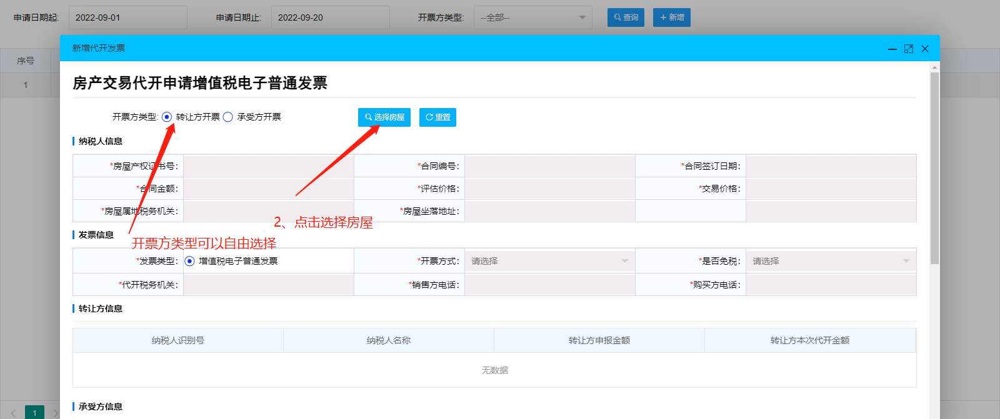 申请日期起: 2022-09-01 申请日期止: 2022-09-20 开票方类型: --全部-- 查询 + 新增
新增代开发票
序号
1
房产交易代开申请增值税电子普通发票
开票方类型: 转让方开票 承受方开票 选择房屋 重置
纳税人信息
*房屋产权证书号: *合同编号: *合同签订日期:
*合同金额: *评估价格: *交易价格:
*房屋属地税务机关: *房屋坐落地址:
2、点击选择房屋
发票信息
开票方类型可以自由选择
*发票类型: 增值税电子普通发票 *开票方式: 请选择 *是否免税: 请选择
*代开税务机关: *销售方电话: *购买方电话:
转让方信息
纳税人识别号 纳税人名称 转让方申报金额 转让方本次代开金额
无数据
承受方信息
1